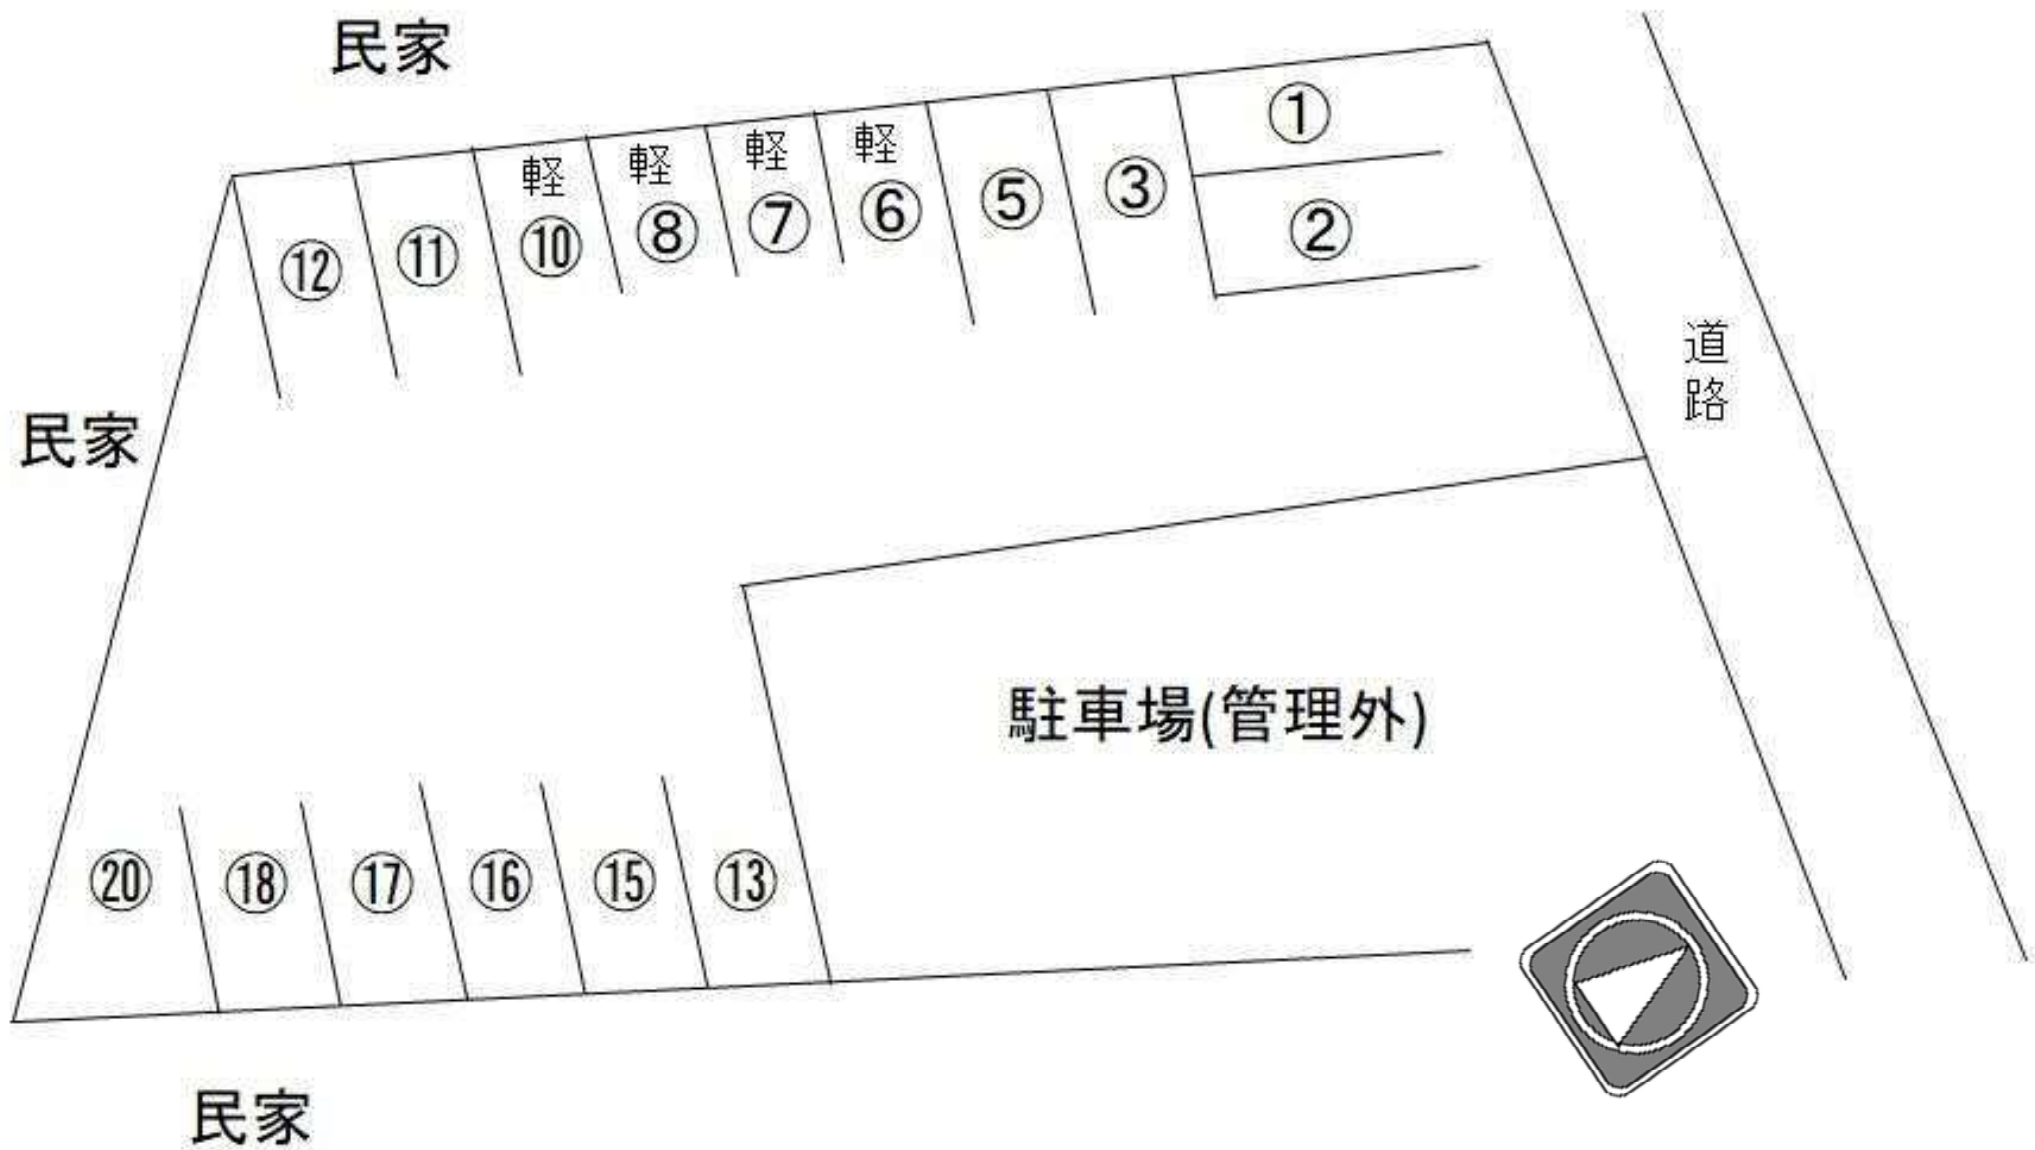 民家
①
軽 軽 軽 軽
⑫ ⑪ ⑩ ⑧ ⑦ ⑥ ⑤ ③
②
道路
民家
駐車場(管理外)
⑳ ⑱ ⑰ ⑯ ⑮ ⑬
民家